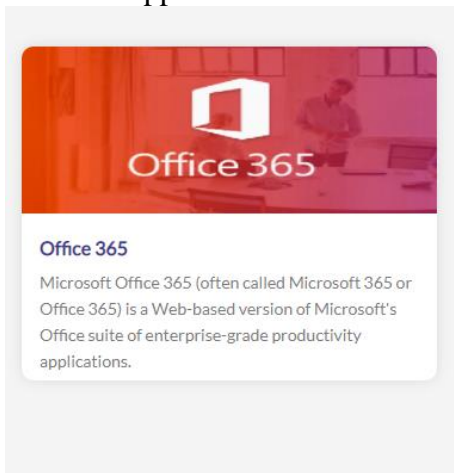 Office 365
Office 365
Microsoft Office 365 (often called Microsoft 365 or
Office 365) is a Web-based version of Microsoft's
Office suite of enterprise-grade productivity
applications.